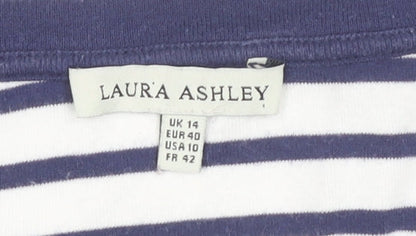 LAURA ASHLEY
UK 14
EUR 40
USA 10
FR 42